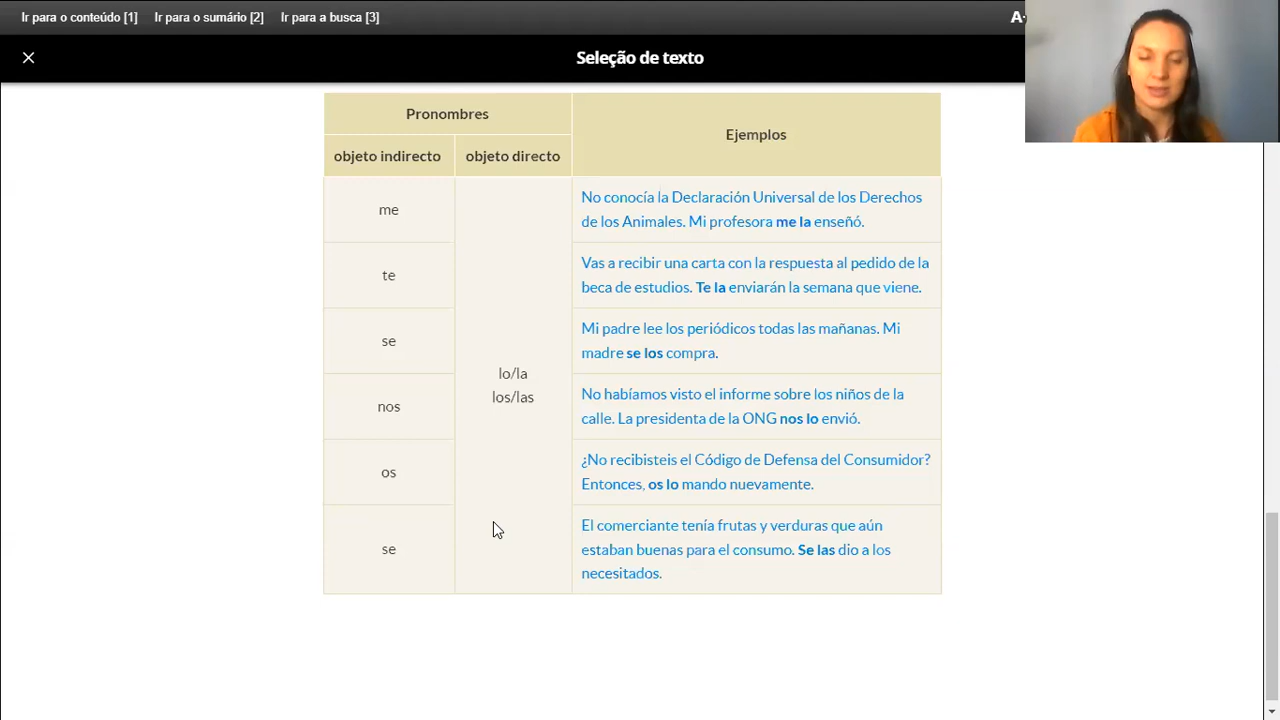 Ir para o conteúdo [1] Ir para o sumário [2] Ir para a busca [3]
A-
Seleção de texto
Pronombres
Ejemplos
objeto indirecto objeto directo
me
No conocía la Declaración Universal de los Derechos
de los Animales. Mi profesora me la enseñó.
te
Vas a recibir una carta con la respuesta al pedido de la
beca de estudios. Te la enviarán la semana que viene.
se
Mi padre lee los periódicos todas las mañanas. Mi
madre se los compra.
lo/la
los/las
nos
No habíamos visto el informe sobre los niños de la
calle. La presidenta de la ONG nos lo envió.
os
¿No recibisteis el Código de Defensa del Consumidor?
Entonces, os lo mando nuevamente.
se
El comerciante tenía frutas y verduras que aún
estaban buenas para el consumo. Se las dio a los
necesitados.